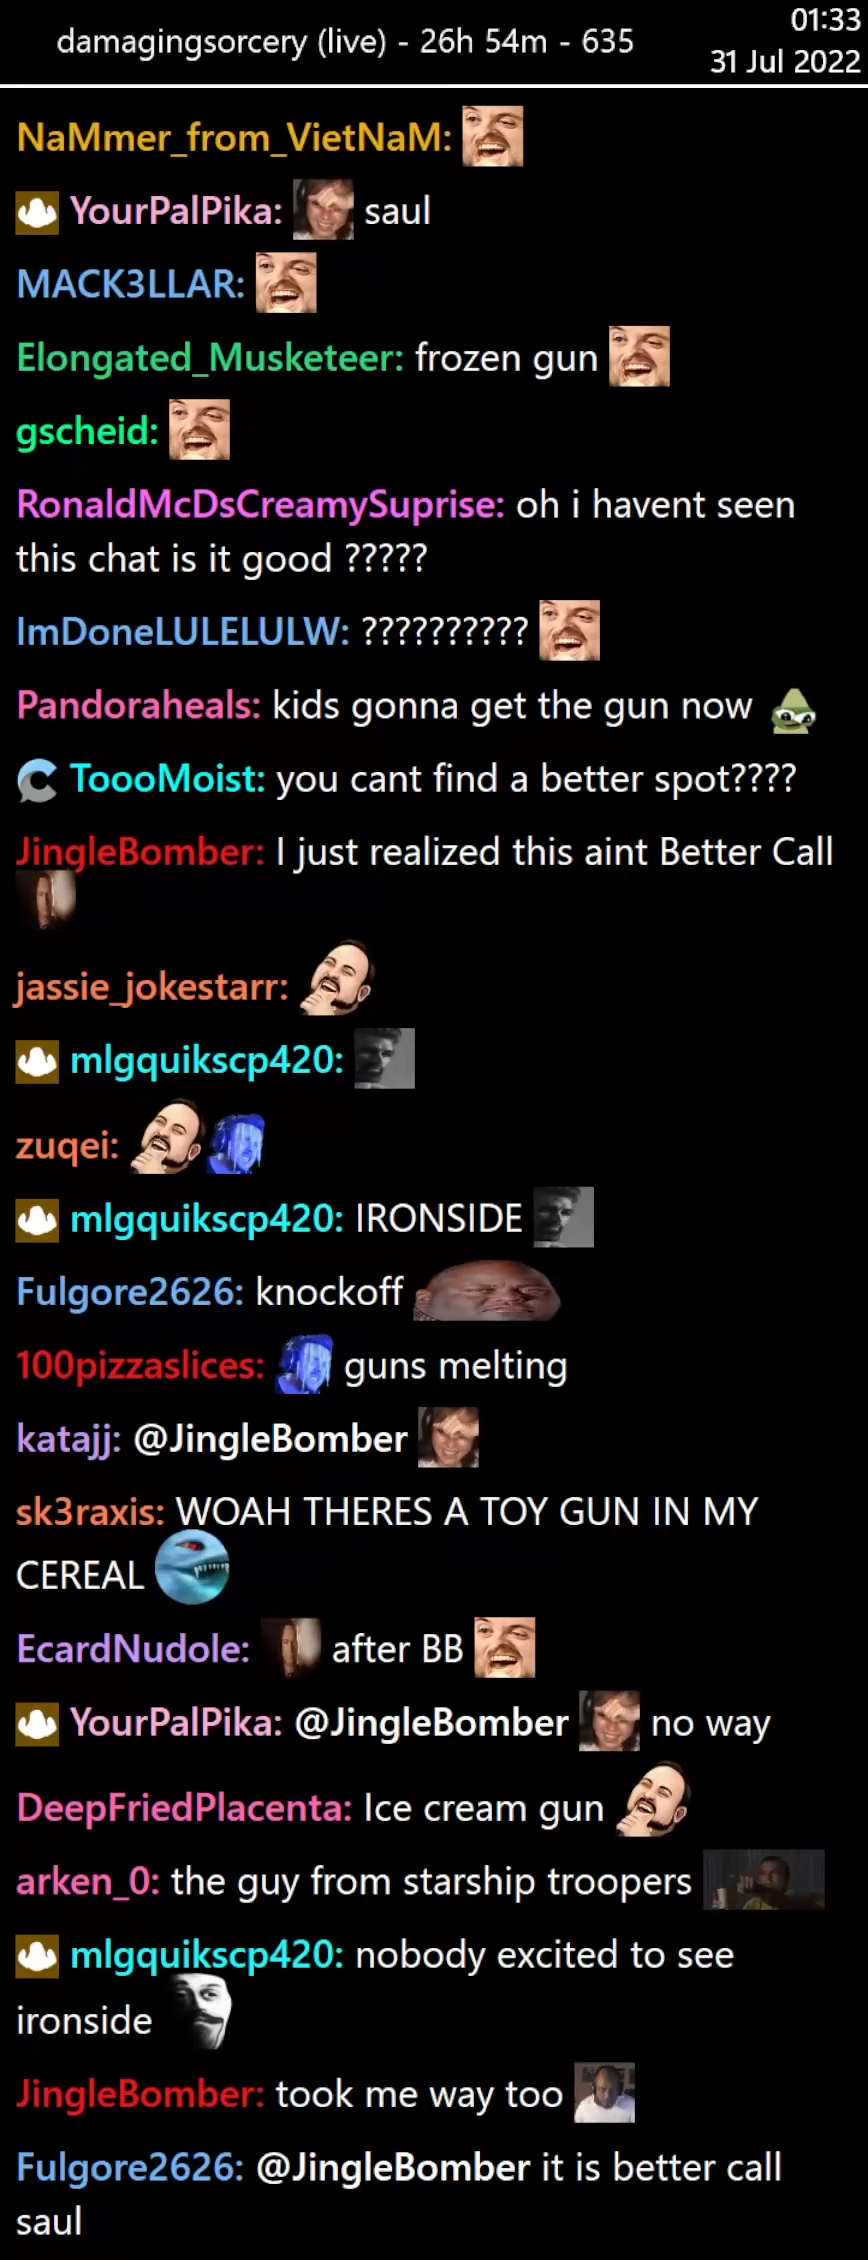 damagingsorcery (live) - 26h 54m - 635
01:33
31 Jul 2022
NaMmer_from_VietNaM:
YourPalPika: saul
MACK3LLAR:
Elongated_Musketeer: frozen gun
gscheid:
RonaldMcDsCreamySuprise: oh i havent seen
this chat is it good ?????
ImDoneLULELULW: ??????????
Pandoraheals: kids gonna get the gun now
ToooMoist: you cant find a better spot????
JingleBomber: I just realized this aint Better Call
jassie_jokestarr:
mlgquikscp420:
zuqei:
mlgquikscp420: IRONSIDE
Fulgore2626: knockoff
100pizzaslices: guns melting
katajj: @JingleBomber
sk3raxis: WOAH THERES A TOY GUN IN MY
CEREAL
EcardNudole: after BB
YourPalPika: @JingleBomber no way
DeepFriedPlacenta: Ice cream gun
arken_0: the guy from starship troopers
mlgquikscp420: nobody excited to see
ironside
JingleBomber: took me way too
Fulgore2626: @JingleBomber it is better call
saul